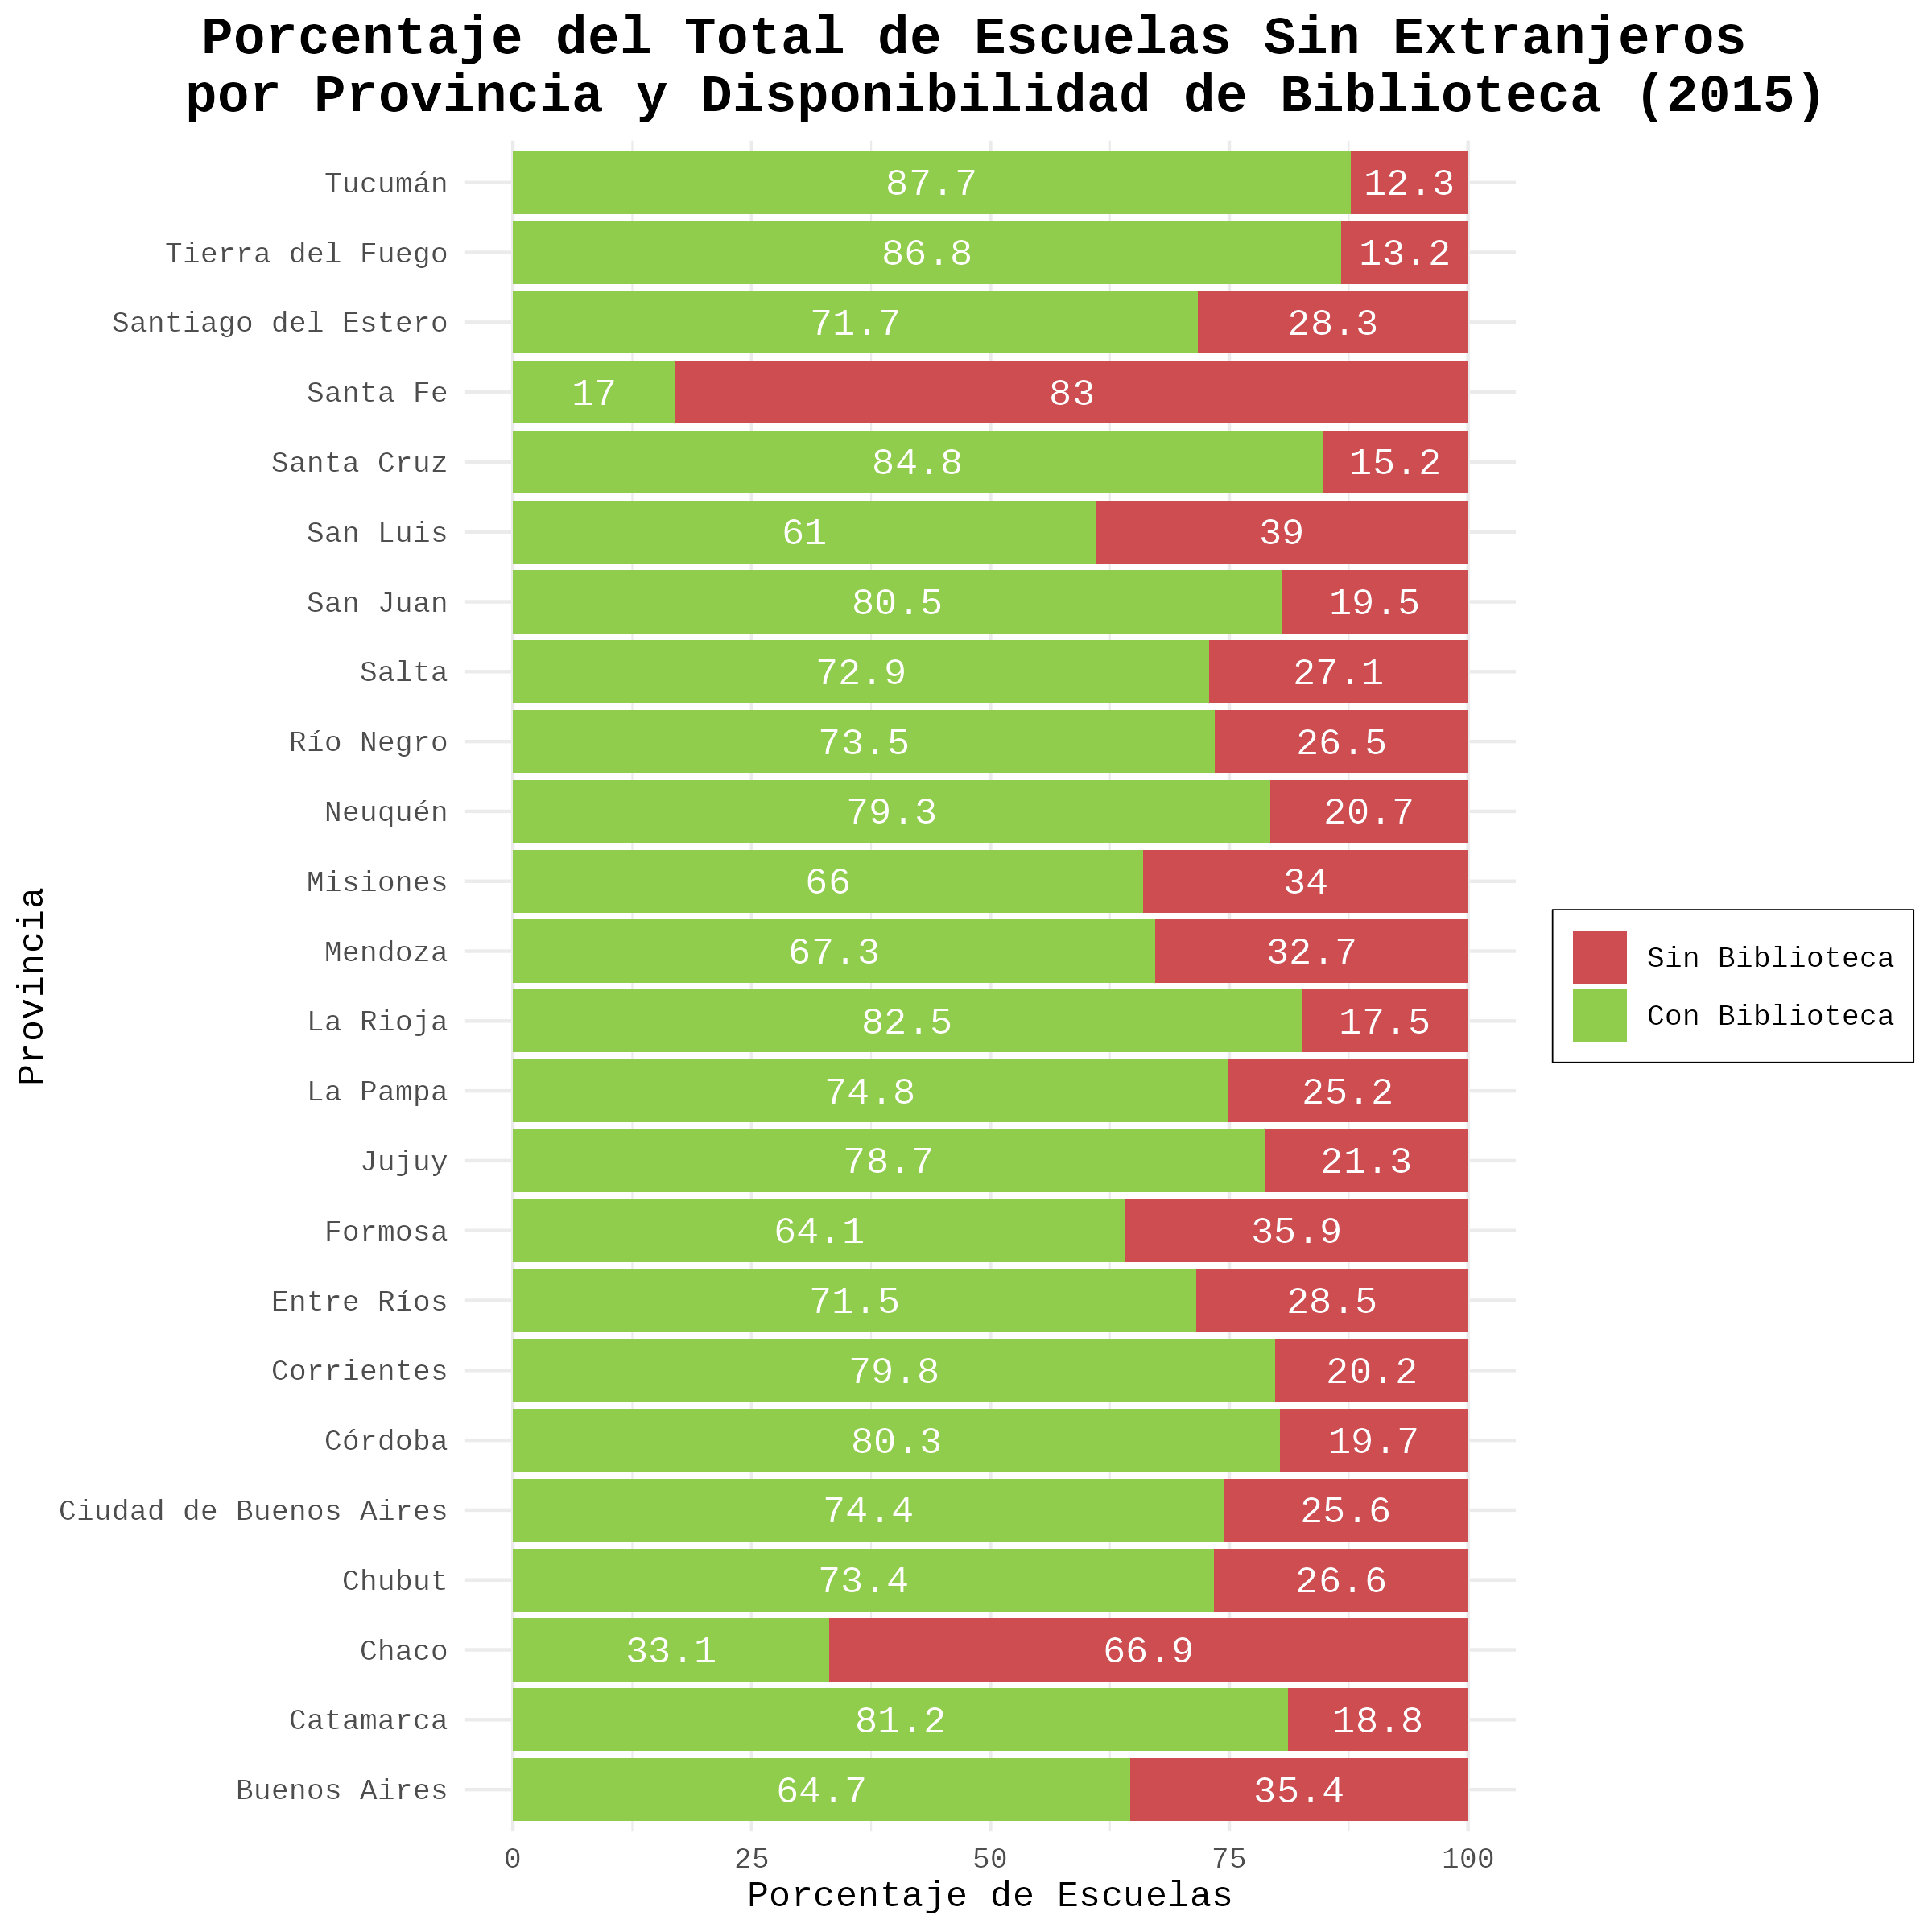 Porcentaje del Total de Escuelas Sin Extranjeros
por Provincia y Disponibilidad de Biblioteca (2015)
Tucumán 87.7 12.3
Tierra del Fuego 86.8 13.2
Santiago del Estero 71.7 28.3
Santa Fe 17 83
Santa Cruz 84.8 15.2
San Luis 61 39
San Juan 80.5 19.5
Salta 72.9 27.1
Río Negro 73.5 26.5
Neuquén 79.3 20.7
Misiones 66 34
Mendoza 67.3 32.7
La Rioja 82.5 17.5
La Pampa 74.8 25.2
Jujuy 78.7 21.3
Formosa 64.1 35.9
Entre Ríos 71.5 28.5
Corrientes 79.8 20.2
Córdoba 80.3 19.7
Ciudad de Buenos Aires 74.4 25.6
Chubut 73.4 26.6
Chaco 33.1 66.9
Catamarca 81.2 18.8
Buenos Aires 64.7 35.4
0 25 50 75 100
Porcentaje de Escuelas
Provincia
Sin Biblioteca
Con Biblioteca